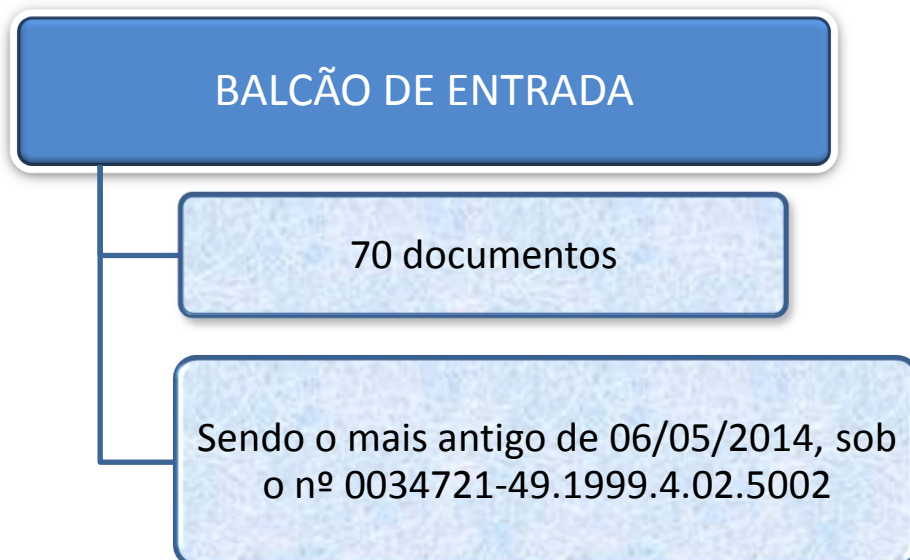 BALCÃO DE ENTRADA
70 documentos
Sendo o mais antigo de 06/05/2014, sob
o nº 0034721-49.1999.4.02.5002